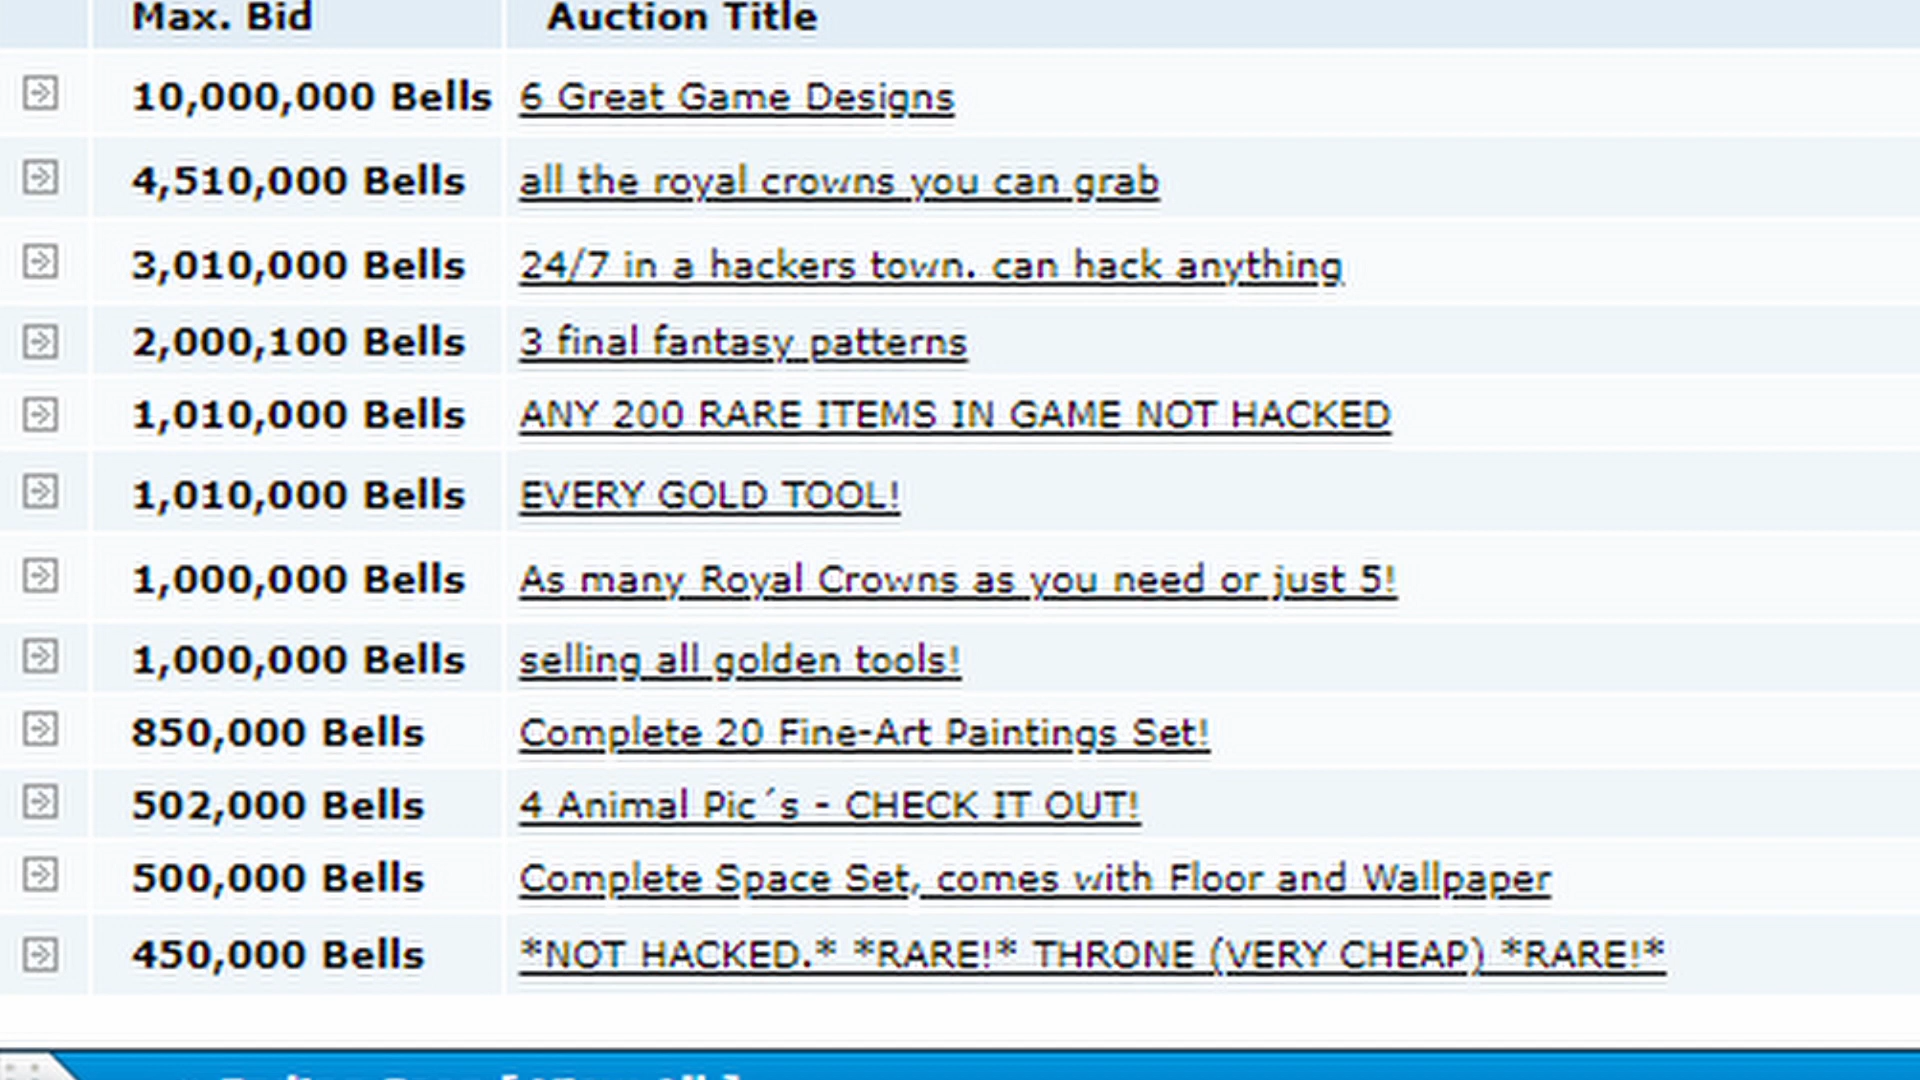 Max. Bid Auction Title
10,000,000 Bells 6 Great Game Designs
4,510,000 Bells all the royal crowns you can grab
3,010,000 Bells 24/7 in a hackers town. can hack anything
2,000,100 Bells 3 final fantasy patterns
1,010,000 Bells ANY 200 RARE ITEMS IN GAME NOT HACKED
1,010,000 Bells EVERY GOLD TOOL!
1,000,000 Bells As many Royal Crowns as you need or just 5!
1,000,000 Bells selling all golden tools!
850,000 Bells Complete 20 Fine-Art Paintings Set!
502,000 Bells 4 Animal Pic´s - CHECK IT OUT!
500,000 Bells Complete Space Set, comes with Floor and Wallpaper
450,000 Bells *NOT HACKED.* *RARE!* THRONE (VERY CHEAP) *RARE!*